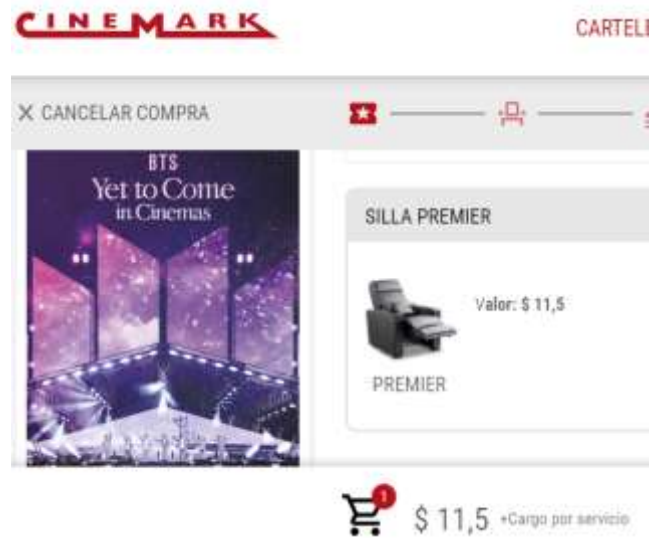 CINEMARK
CARTELE
X CANCELAR COMPRA
BTS
Yet to Come
in Cinemas
SILLA PREMIER
Valor: $ 11,5
PREMIER
1
$ 11,5 +Cargo por servicio